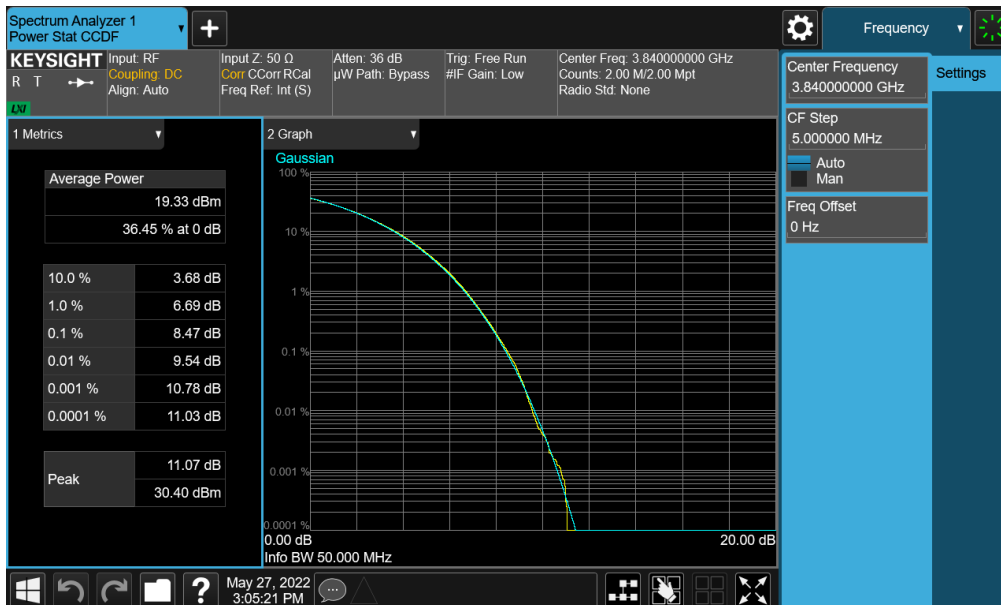 Spectrum Analyzer 1
Power Stat CCDF
Frequency
KEYSIGHT
R T
LXI
Input: RF
Coupling: DC
Align: Auto
Input Z: 50 Ω
Corr CCorr RCal
Freq Ref: Int (S)
Atten: 36 dB
µW Path: Bypass
Trig: Free Run
#IF Gain: Low
Center Freq: 3.840000000 GHz
Counts: 2.00 M/2.00 Mpt
Radio Std: None
Center Frequency
3.840000000 GHz
Settings
CF Step
5.000000 MHz
Auto
Man
Freq Offset
0 Hz
1 Metrics
Average Power
19.33 dBm
36.45 % at 0 dB
10.0 % 3.68 dB
1.0 % 6.69 dB
0.1 % 8.47 dB
0.01 % 9.54 dB
0.001 % 10.78 dB
0.0001 % 11.03 dB
Peak
11.07 dB
30.40 dBm
2 Graph
Gaussian
100 %
10 %
1 %
0.1 %
0.01 %
0.001 %
0.0001 %
0.00 dB 20.00 dB
Info BW 50.000 MHz
?
May 27, 2022
3:05:21 PM